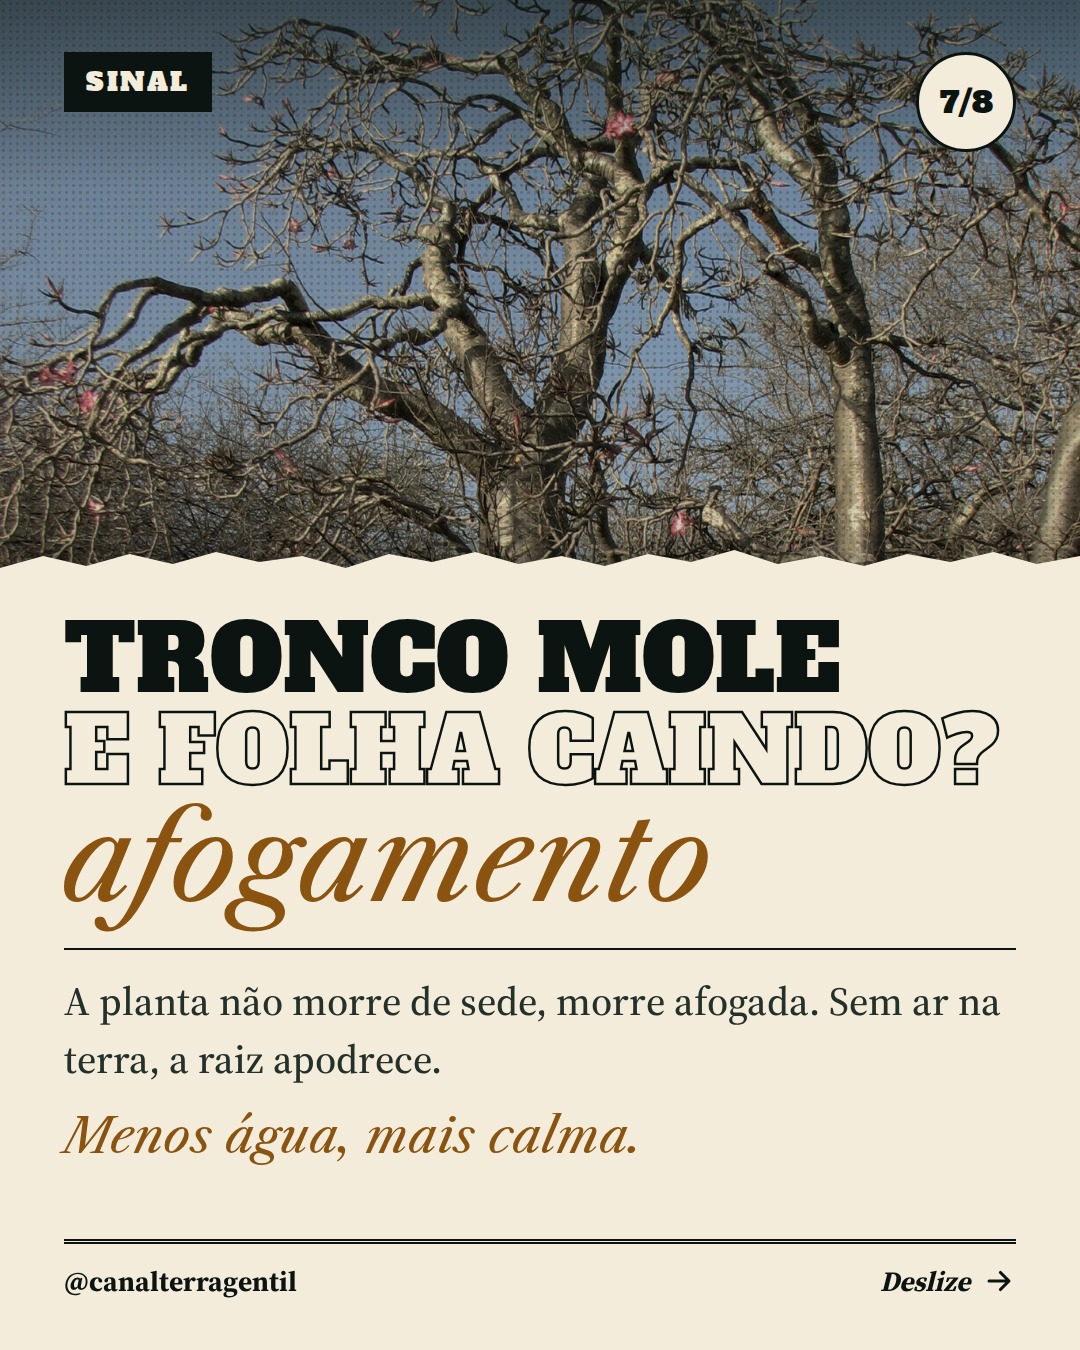 SINAL
7/8
TRONCO MOLE
E FOLHA CAINDO?
afogamento
A planta não morre de sede, morre afogada. Sem ar na
terra, a raiz apodrece.
Menos água, mais calma.
@canalterragentil
Deslize →